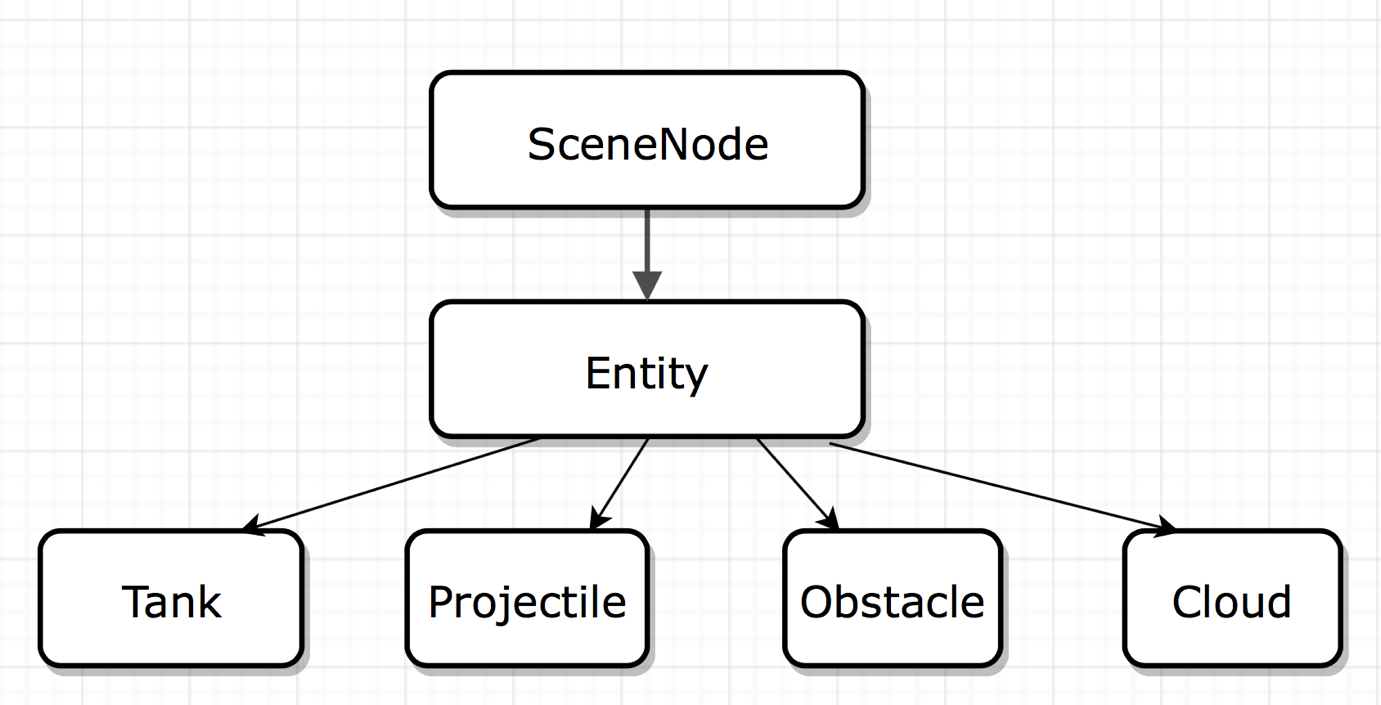 SceneNode
Entity
Tank
Projectile
Obstacle
Cloud